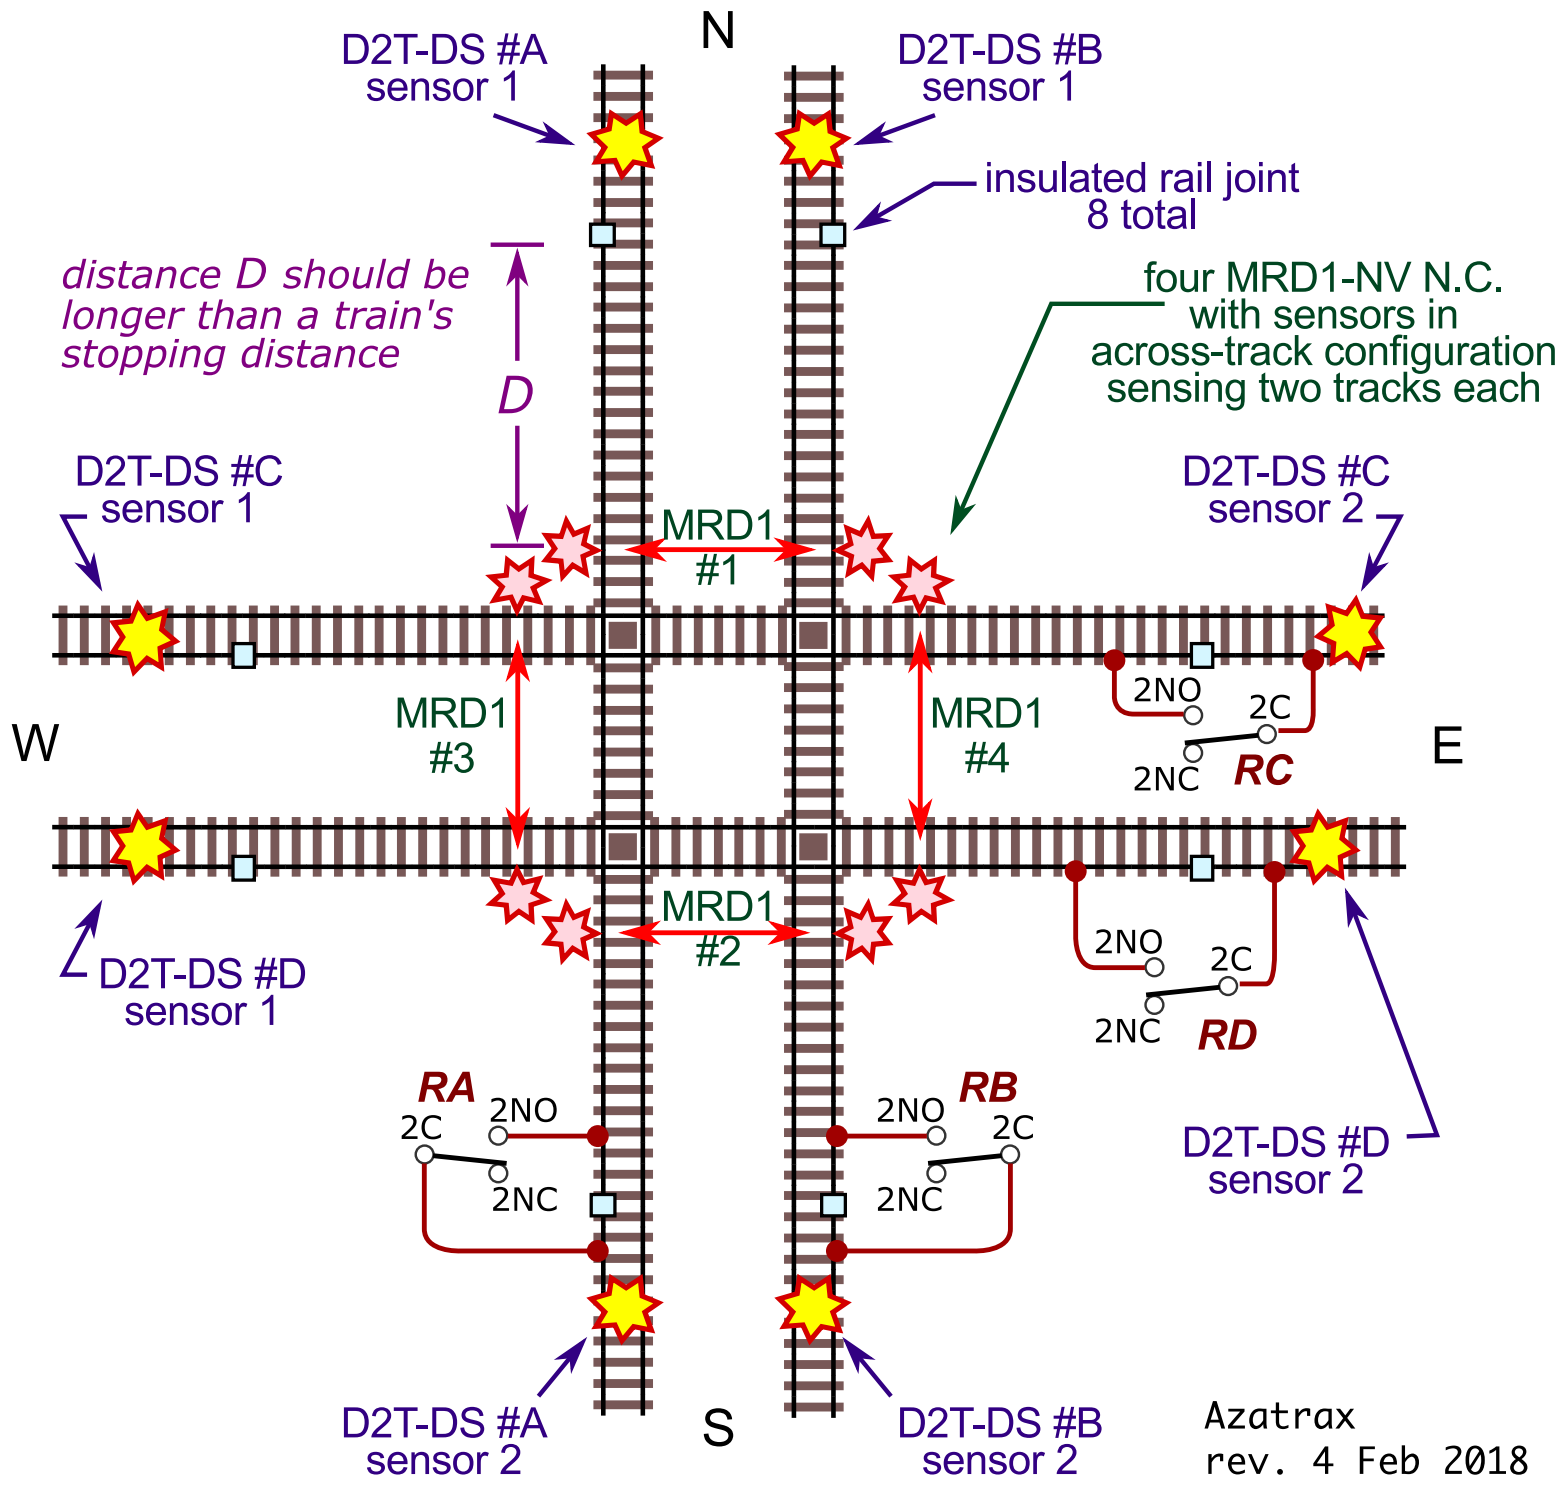 N
D2T-DS #A
sensor 1
D2T-DS #B
sensor 1
insulated rail joint
8 total
distance D should be
longer than a train's
stopping distance
D
four MRD1-NV N.C.
with sensors in
across-track configuration
sensing two tracks each
D2T-DS #C
sensor 1
D2T-DS #C
sensor 2
MRD1
#1
W
MRD1
#3
MRD1
#4
2NO
2C
2NC
RC
E
MRD1
#2
D2T-DS #D
sensor 1
2NO
2C
2NC
RD
RA
2NO
2C
2NC
RB
2NO
2C
2NC
D2T-DS #D
sensor 2
D2T-DS #A
sensor 2
S
D2T-DS #B
sensor 2
Azatrax
rev. 4 Feb 2018